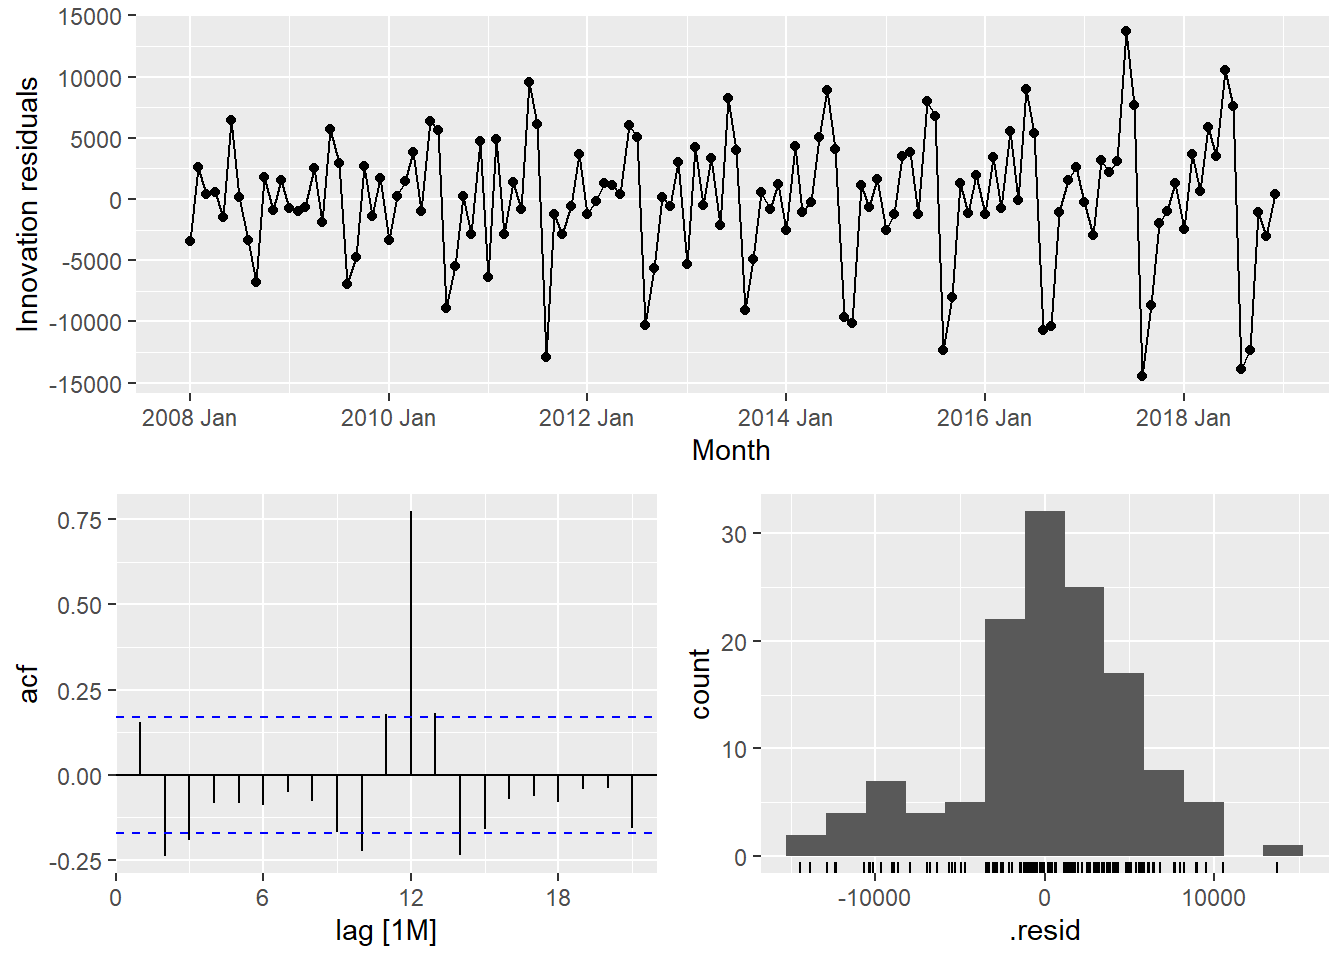 Innovation residuals
15000
10000
5000
0
-5000
-10000
-15000
2008 Jan 2010 Jan 2012 Jan 2014 Jan 2016 Jan 2018 Jan
Month
acf
0.75
0.50
0.25
0.00
-0.25
0 6 12 18
lag [1M]
count
30
20
10
0
-10000 0 10000
.resid